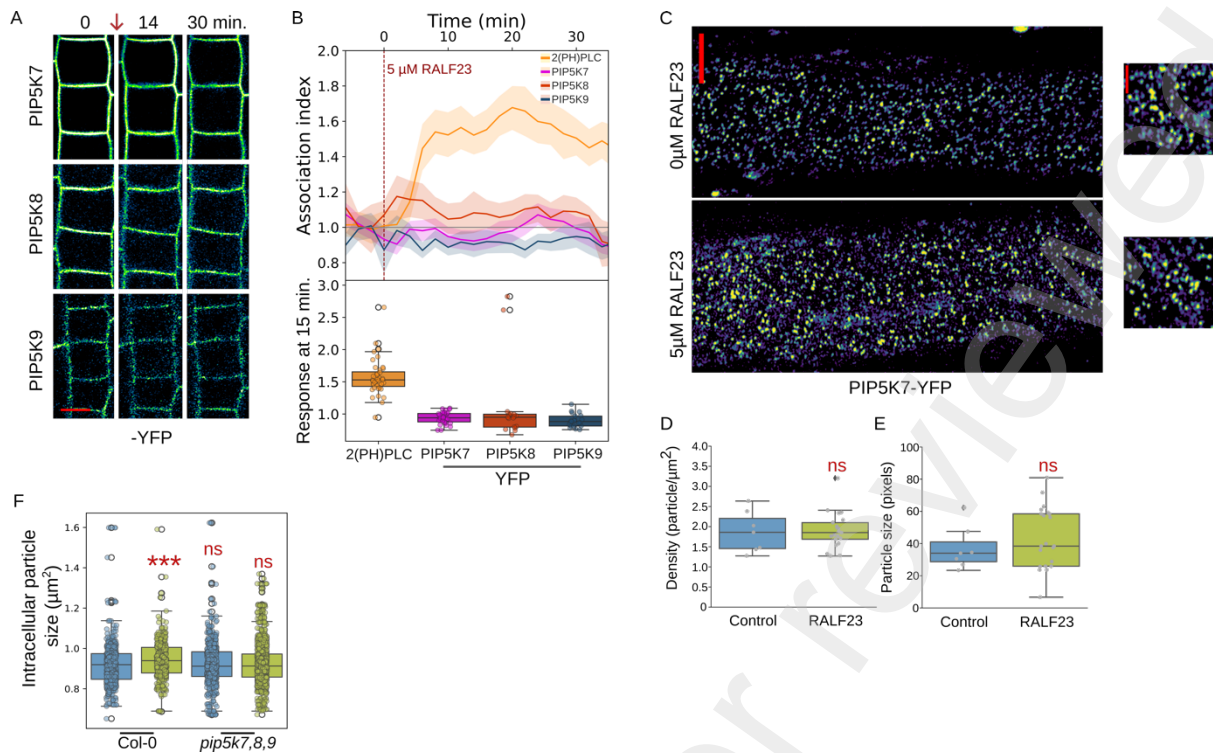 A
0 14 30 min.
PIP5K7
PIP5K8
PIP5K9
-YFP
B
Time (min)
0 10 20 30
2.0
1.8
1.6
1.4
1.2
1.0
0.8
Association index
5 µM RALF23
2(PH)PLC
PIP5K7
PIP5K8
PIP5K9
3.0
2.5
2.0
1.5
1.0
Response at 15 min.
2(PH)PLC PIP5K7 PIP5K8 PIP5K9
YFP
C
0µM RALF23
5µM RALF23
PIP5K7-YFP
D
Density (particle/µm²)
4.0
3.5
3.0
2.5
2.0
1.5
1.0
0.5
0
ns
Control RALF23
E
Particle size (pixels)
100
80
60
40
20
0
ns
Control RALF23
F
Intracellular particle
size (µm²)
1.6
1.4
1.2
1.0
0.8
*** ns ns
Col-0 pip5k7,8,9
r reviewed